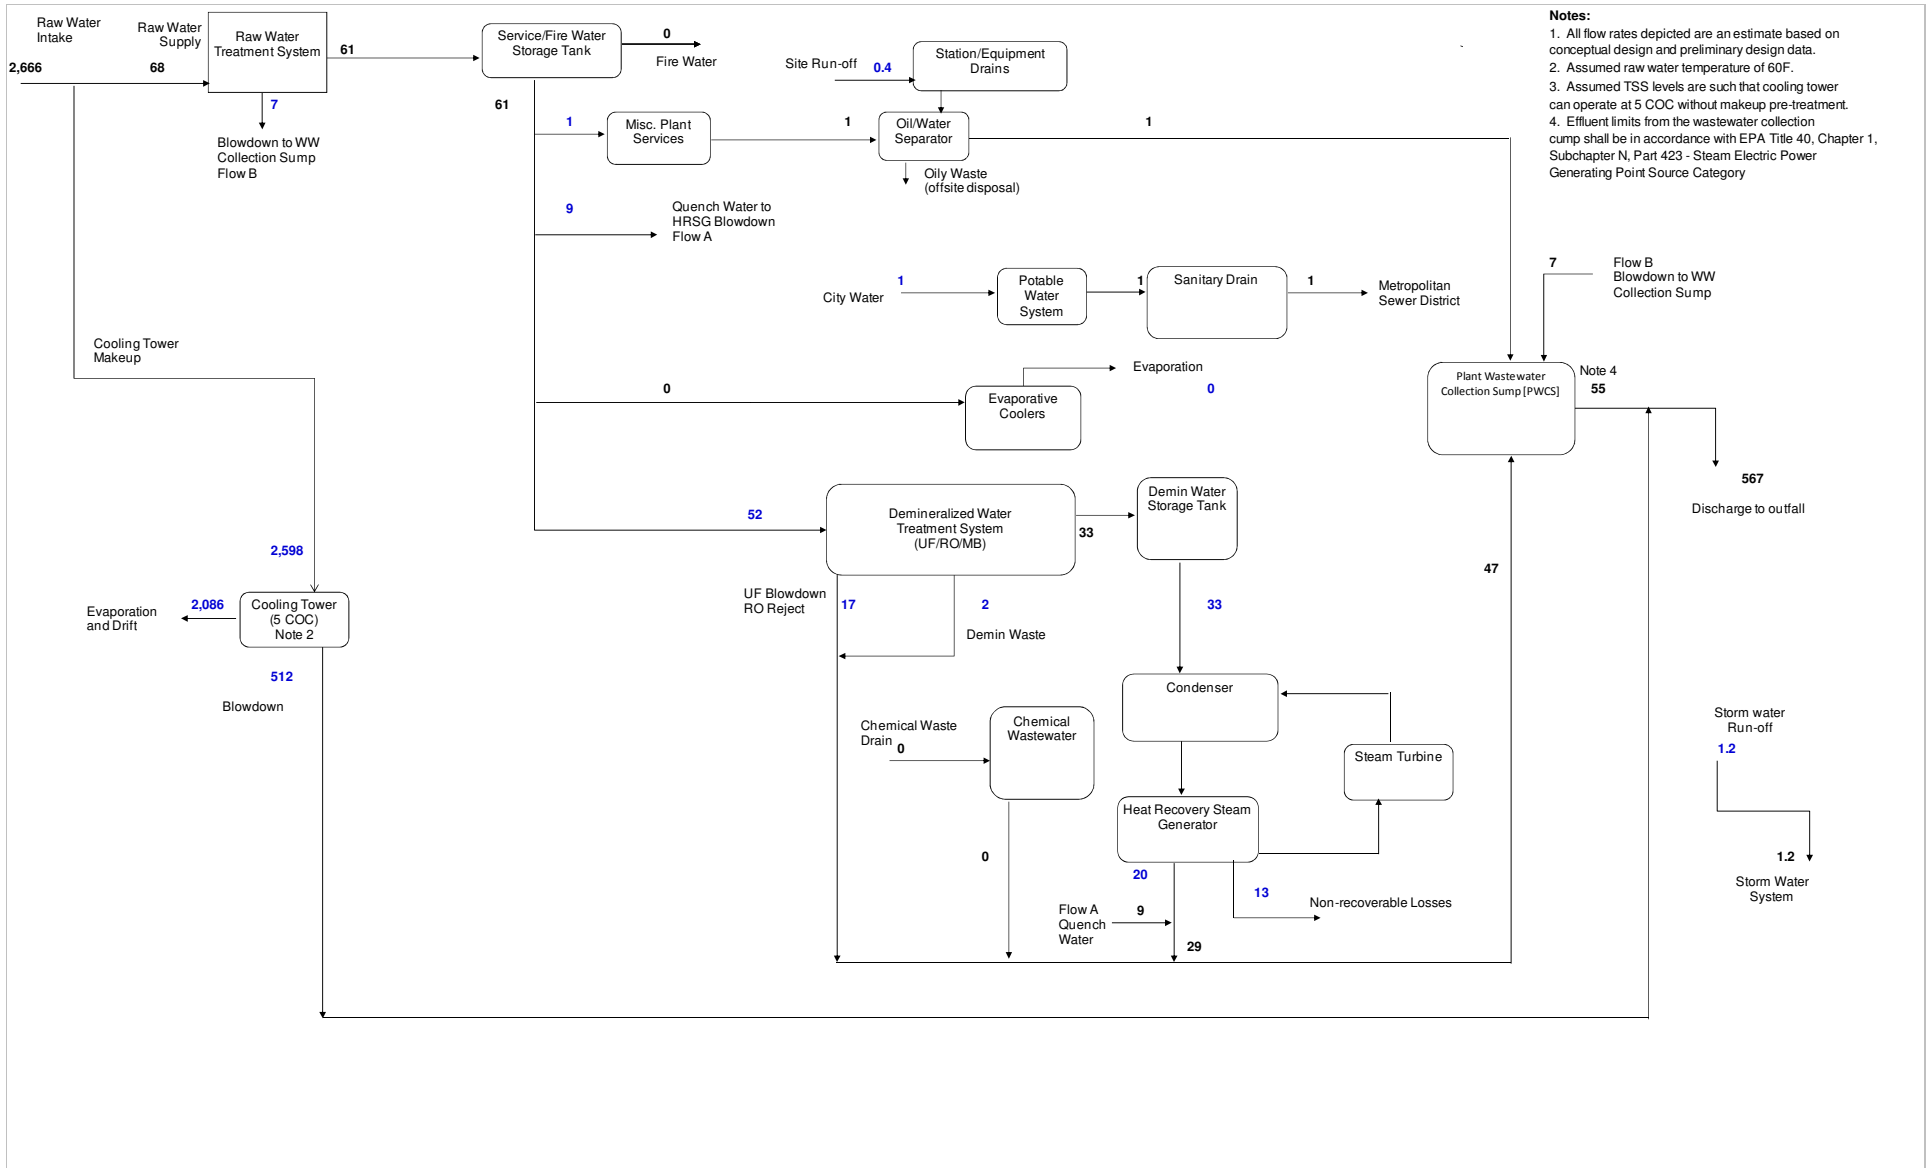 Raw Water
Intake
2,666
Raw Water
Supply
68
Raw Water
Treatment System
61
7
Blowdown to WW
Collection Sump
Flow B
Service/Fire Water
Storage Tank
0
Fire Water
61
Site Run-off
0.4
Station/Equipment
Drains
1
Misc. Plant
Services
1
Oil/Water
Separator
1
Oily Waste
(offsite disposal)
Notes:
1. All flow rates depicted are an estimate based on
conceptual design and preliminary design data.
2. Assumed raw water temperature of 60F.
3. Assumed TSS levels are such that cooling tower
can operate at 5 COC without makeup pre-treatment.
4. Effluent limits from the wastewater collection
cump shall be in accordance with EPA Title 40, Chapter 1,
Subchapter N, Part 423 - Steam Electric Power
Generating Point Source Category
9
Quench Water to
HRSG Blowdown
Flow A
1
City Water
Potable
Water
System
1
Sanitary Drain
1
Metropolitan
Sewer District
7
Flow B
Blowdown to WW
Collection Sump
Cooling Tower
Makeup
0
Evaporative
Coolers
Evaporation
0
Plant Wastewater
Collection Sump [PWCS]
Note 4
55
567
Discharge to outfall
52
Demineralized Water
Treatment System
(UF/RO/MB)
33
Demin Water
Storage Tank
47
2,598
Evaporation
and Drift
2,086
Cooling Tower
(5 COC)
Note 2
512
Blowdown
UF Blowdown
RO Reject
17
2
Demin Waste
33
Condenser
Chemical Waste
Drain
0
Chemical
Wastewater
0
Steam Turbine
Heat Recovery Steam
Generator
20
13
Non-recoverable Losses
Flow A
Quench
Water
9
29
Storm water
Run-off
1.2
1.2
Storm Water
System